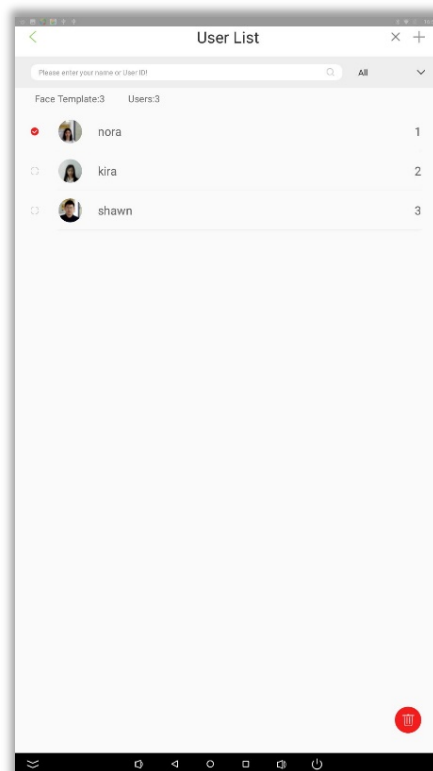 User List
Please enter your name or User ID!
All
Face Template:3 Users:3
nora 1
kira 2
shawn 3